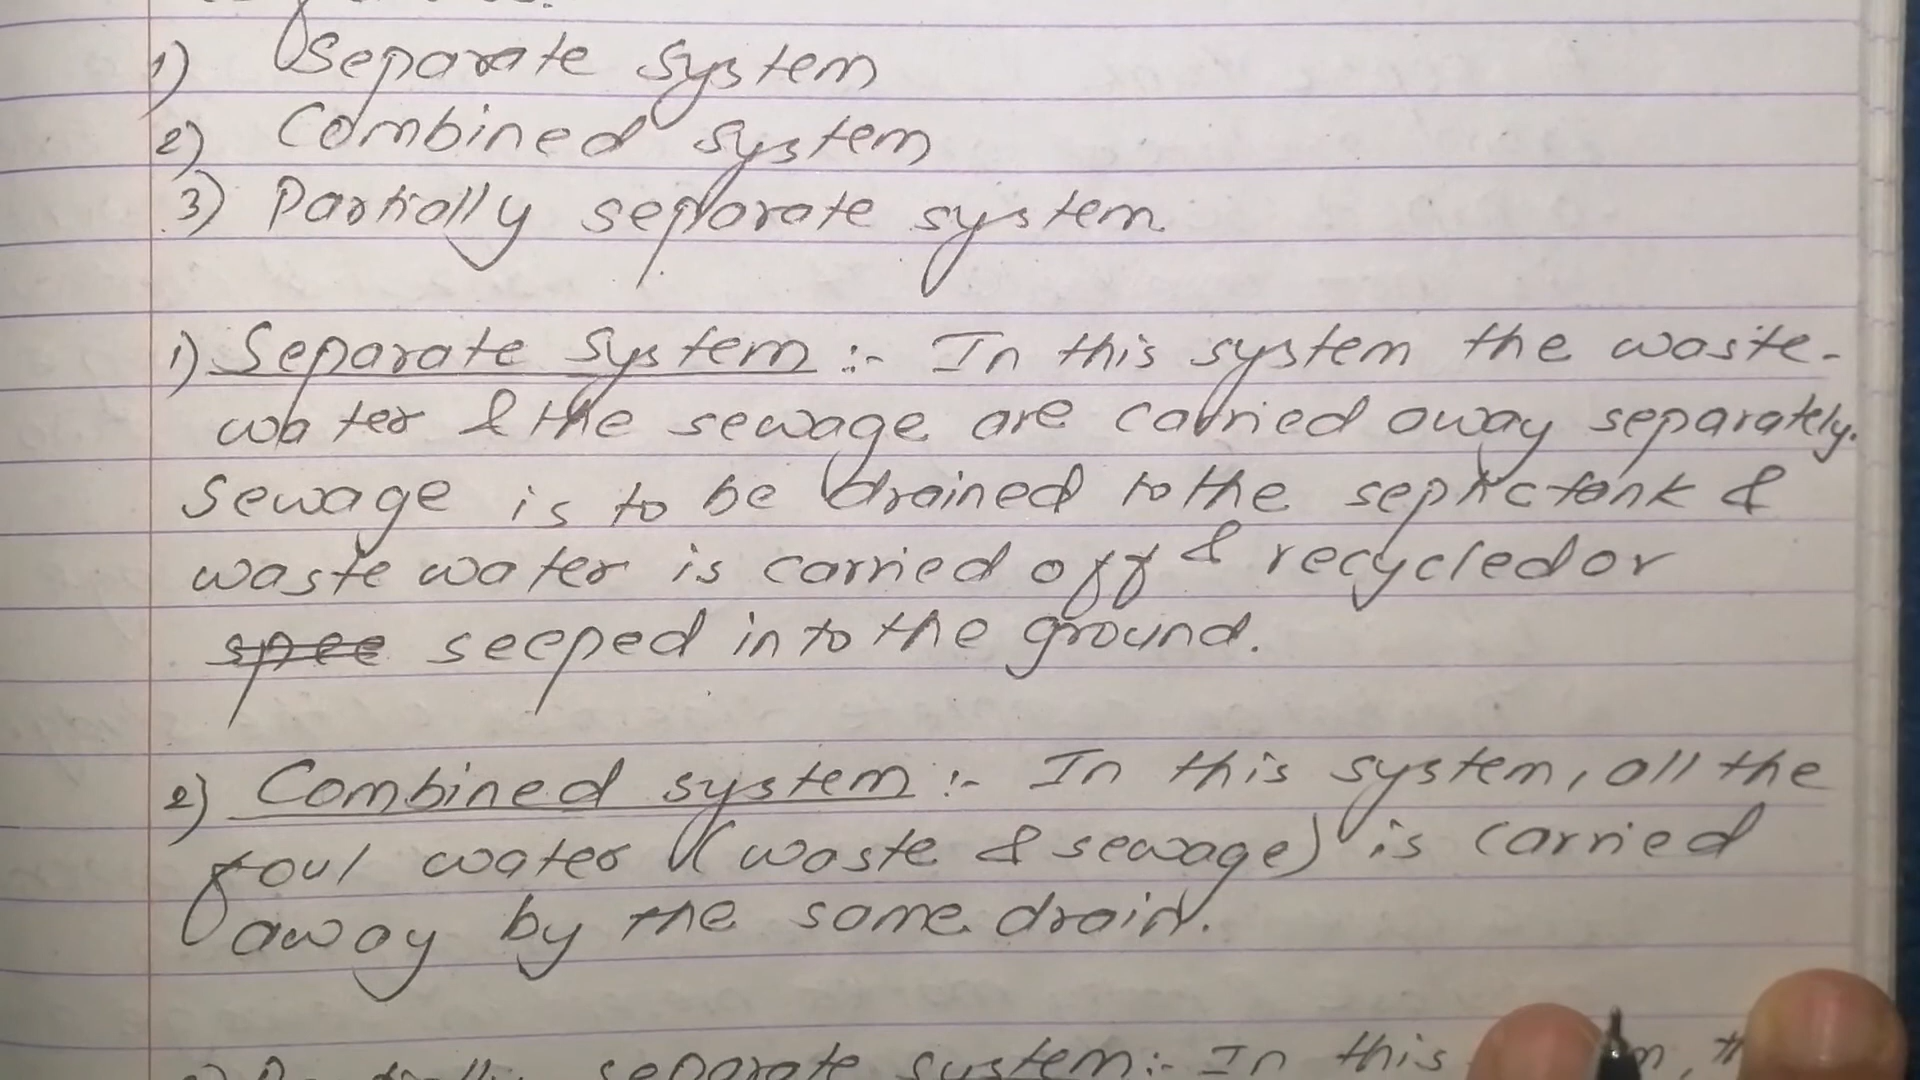 1) Separate system
2) Combined system
3) Partially separate system.
1) Separate system :- In this system the waste-
water & the sewage are carried away separately.
Sewage is to be drained to the septic tank &
waste water is carried off & recycled or
spee seeped into the ground.
2) Combined system :- In this system, all the
foul water (waste & sewage) is carried
away by the same drain.
separate system:- In this